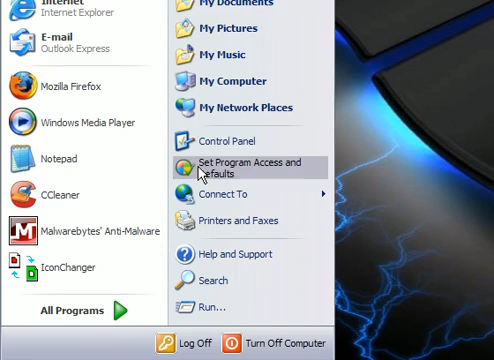 Internet
Internet Explorer
E-mail
Outlook Express
Mozilla Firefox
Windows Media Player
Notepad
CCleaner
Malwarebytes' Anti-Malware
IconChanger
All Programs
My Documents
My Pictures
My Music
My Computer
My Network Places
Control Panel
Set Program Access and
Defaults
Connect To
Printers and Faxes
Help and Support
Search
Run...
Log Off
Turn Off Computer